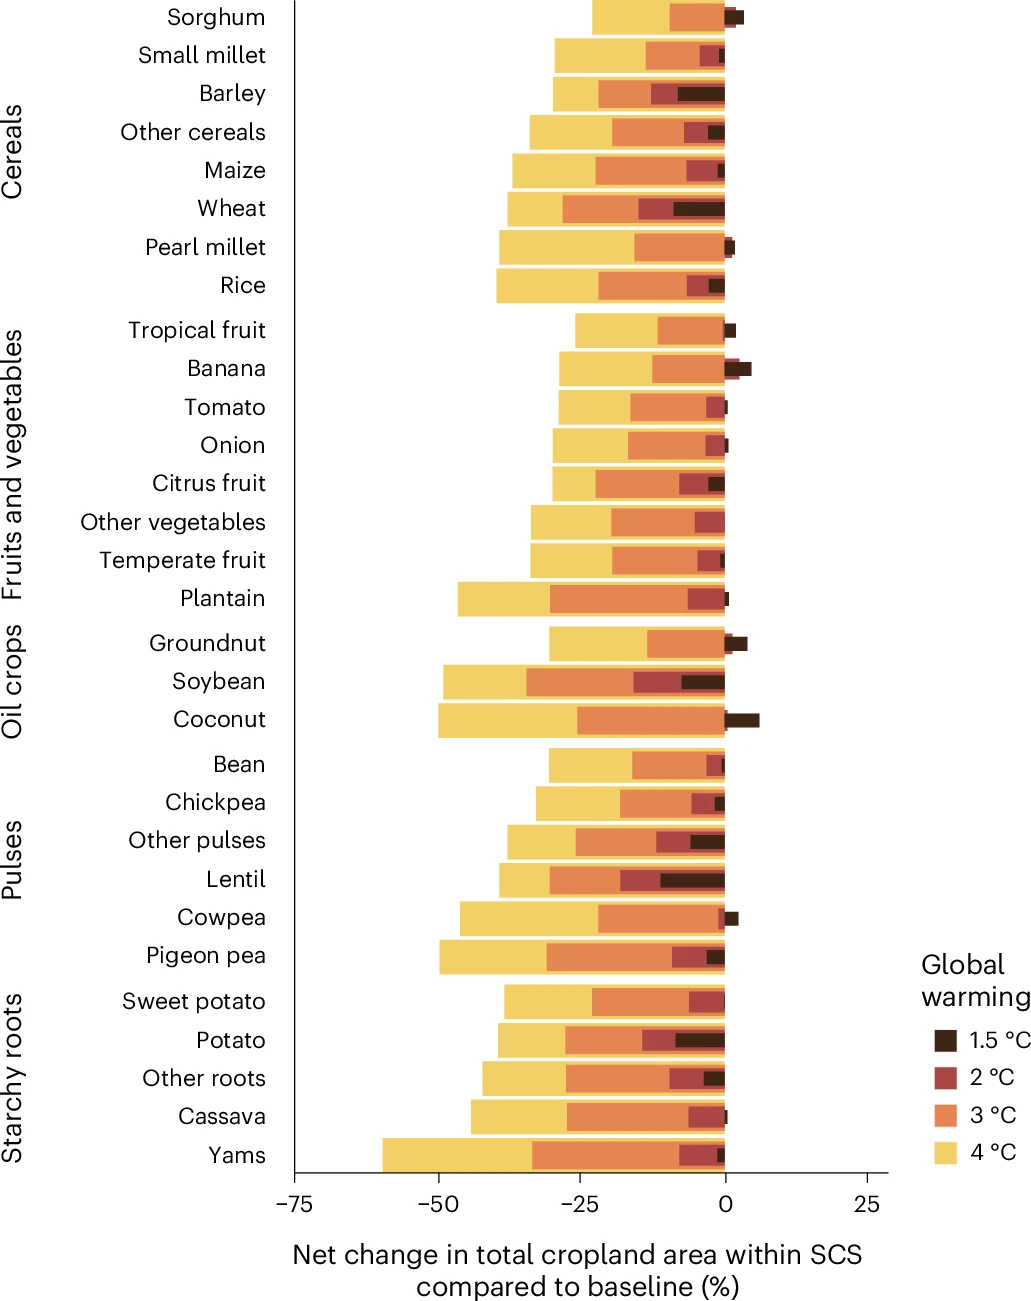 Cereals
Sorghum
Small millet
Barley
Other cereals
Maize
Wheat
Pearl millet
Rice
Fruits and vegetables
Tropical fruit
Banana
Tomato
Onion
Citrus fruit
Other vegetables
Temperate fruit
Plantain
Oil crops
Groundnut
Soybean
Coconut
Pulses
Bean
Chickpea
Other pulses
Lentil
Cowpea
Pigeon pea
Starchy roots
Sweet potato
Potato
Other roots
Cassava
Yams
−75 −50 −25 0 25
Net change in total cropland area within SCS
compared to baseline (%)
Global
warming
1.5 °C
2 °C
3 °C
4 °C